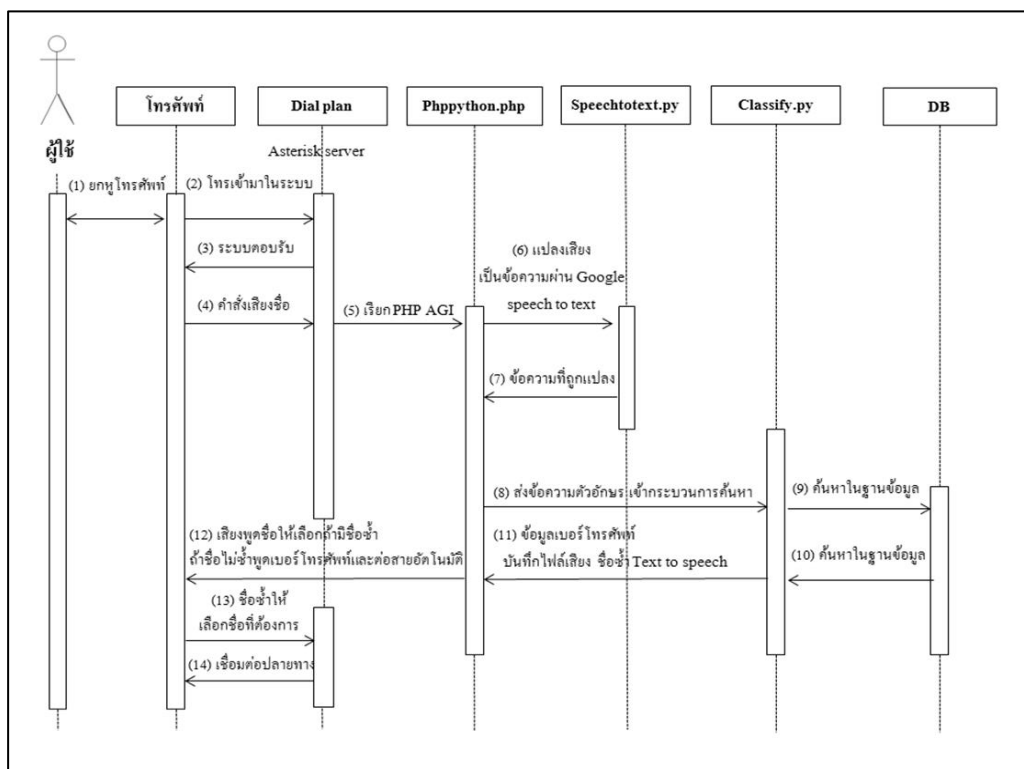 โทรศัพท์
Dial plan
Phppython.php
Speechtotext.py
Classify.py
DB
ผู้ใช้
Asterisk server
(1) ยกหูโทรศัพท์
(2) โทรเข้ามาในระบบ
(3) ระบบตอบรับ
(4) คำสั่งเสียงชื่อ
(5) เรียก PHP AGI
(6) แปลงเสียง
เป็นข้อความผ่าน Google
speech to text
(7) ข้อความที่ถูกแปลง
(8) ส่งข้อความตัวอักษร เข้ากระบวนการค้นหา
(9) ค้นหาในฐานข้อมูล
(10) ค้นหาในฐานข้อมูล
(11) ข้อมูลเบอร์โทรศัพท์
บันทึกไฟล์เสียง ชื่อซ้ำ Text to speech
(12) เสียงพูดชื่อให้เลือกถ้ามีชื่อซ้ำ
ถ้าชื่อไม่ซ้ำพูดเบอร์โทรศัพท์และต่อสายอัตโนมัติ
(13) ชื่อซ้ำให้
เลือกชื่อที่ต้องการ
(14) เชื่อมต่อปลายทาง